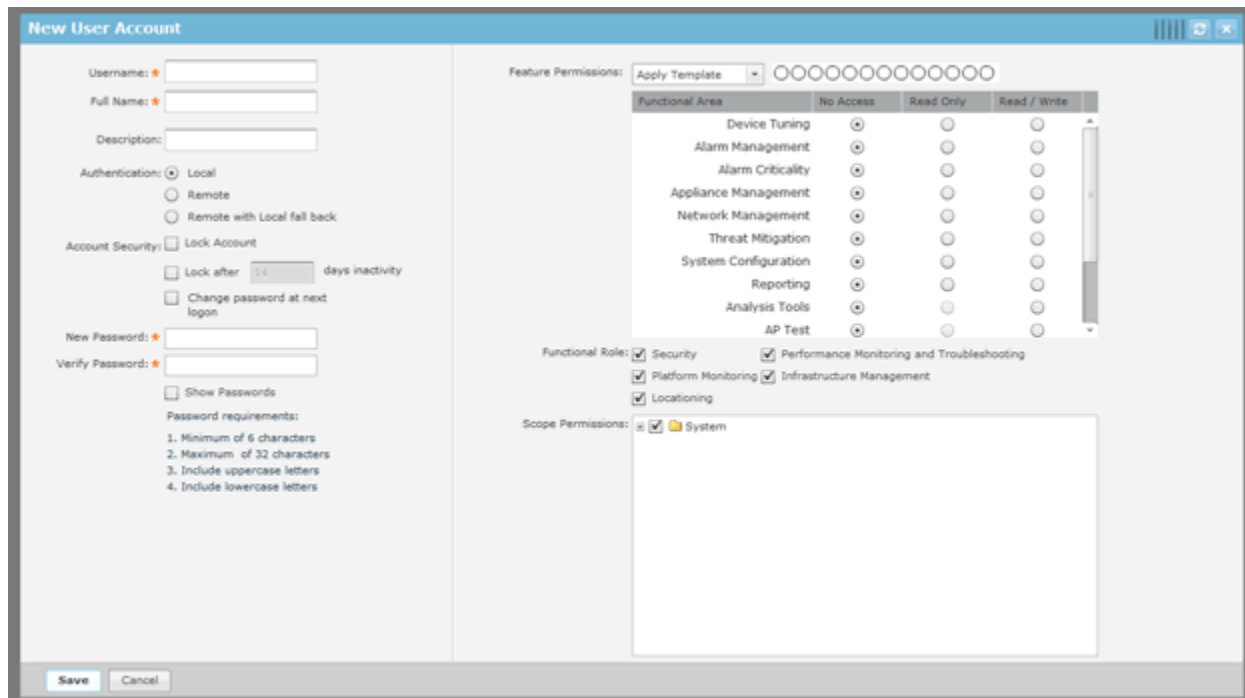 New User Account
Username: *
Full Name: *
Description:
Authentication: Local
Remote
Remote with Local fall back
Account Security: Lock Account
Lock after 14 days inactivity
Change password at next
logon
New Password: *
Verify Password: *
Show Passwords
Password requirements:
1. Minimum of 6 characters
2. Maximum of 32 characters
3. Include uppercase letters
4. Include lowercase letters
Feature Permissions: Apply Template
Functional Area No Access Read Only Read / Write
Device Tuning
Alarm Management
Alarm Criticality
Appliance Management
Network Management
Threat Mitigation
System Configuration
Reporting
Analysis Tools
AP Test
Functional Role: Security Performance Monitoring and Troubleshooting
Platform Monitoring Infrastructure Management
Locationing
Scope Permissions: System
Save Cancel